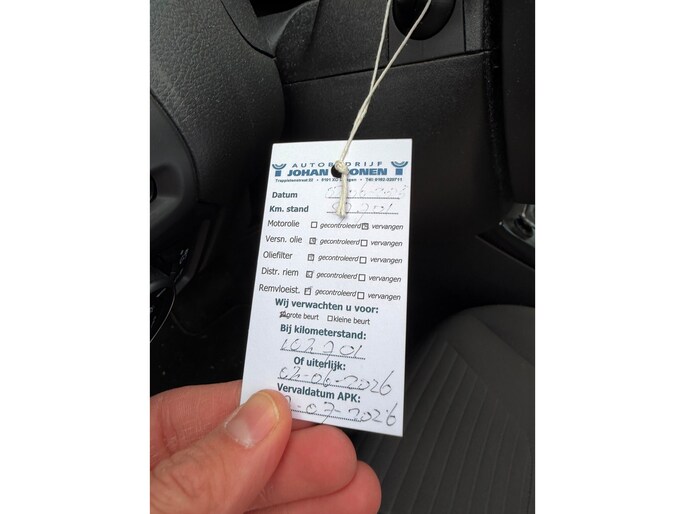 AUTOBEDRIJF
JOHAN
Datum
Km. stand
Motorolie gecontroleerd vervangen
Versn. olie gecontroleerd vervangen
Oliefilter gecontroleerd vervangen
Distr. riem gecontroleerd vervangen
Remvloeist. gecontroleerd vervangen
Wij verwachten u voor:
grote beurt kleine beurt
Bij kilometerstand:
102701
Of uiterlijk:
02-06-2026
Vervaldatum APK:
-07-2026